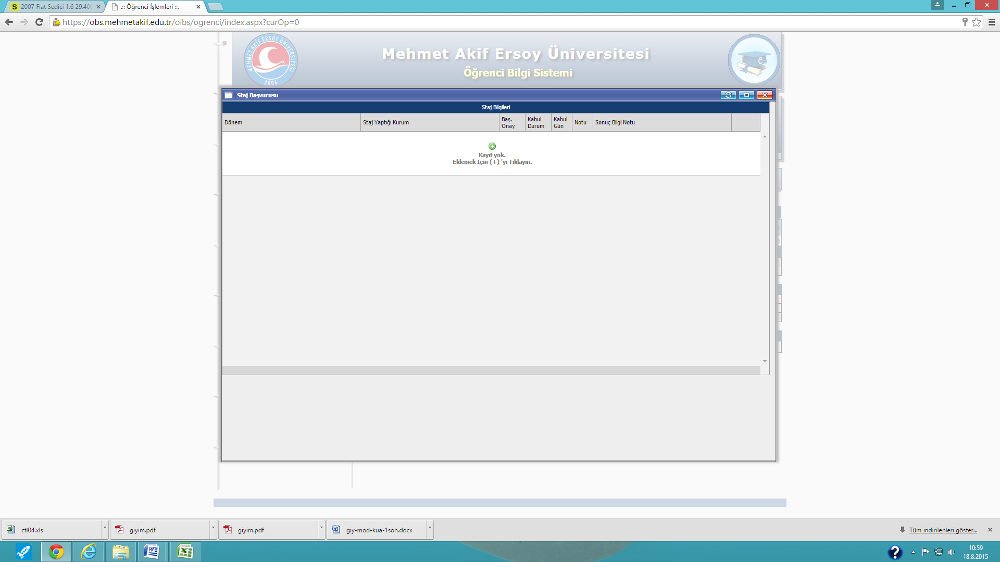 2007 Fiat Sedici 1.6 29.400
.:: Öğrenci İşlemleri ::.
https://obs.mehmetakif.edu.tr/oibs/ogrenci/index.aspx?curOp=0
MEHMET AKİF ERSOY ÜNİVERSİTESİ
2006
Mehmet Akif Ersoy Üniversitesi
Öğrenci Bilgi Sistemi
e
Staj Başvurusu
Staj Bilgileri
Dönem
Staj Yaptığı Kurum
Baş. Onay
Kabul Durum
Kabul Gün
Notu
Sonuç Bilgi Notu
Kayıt yok.
Eklemek İçin (+) 'yı Tıklayın.
ctl04.xls
giyim.pdf
giyim.pdf
giy-mod-kua-1son.docx
Tüm indirilenleri göster...
10:59
18.8.2015